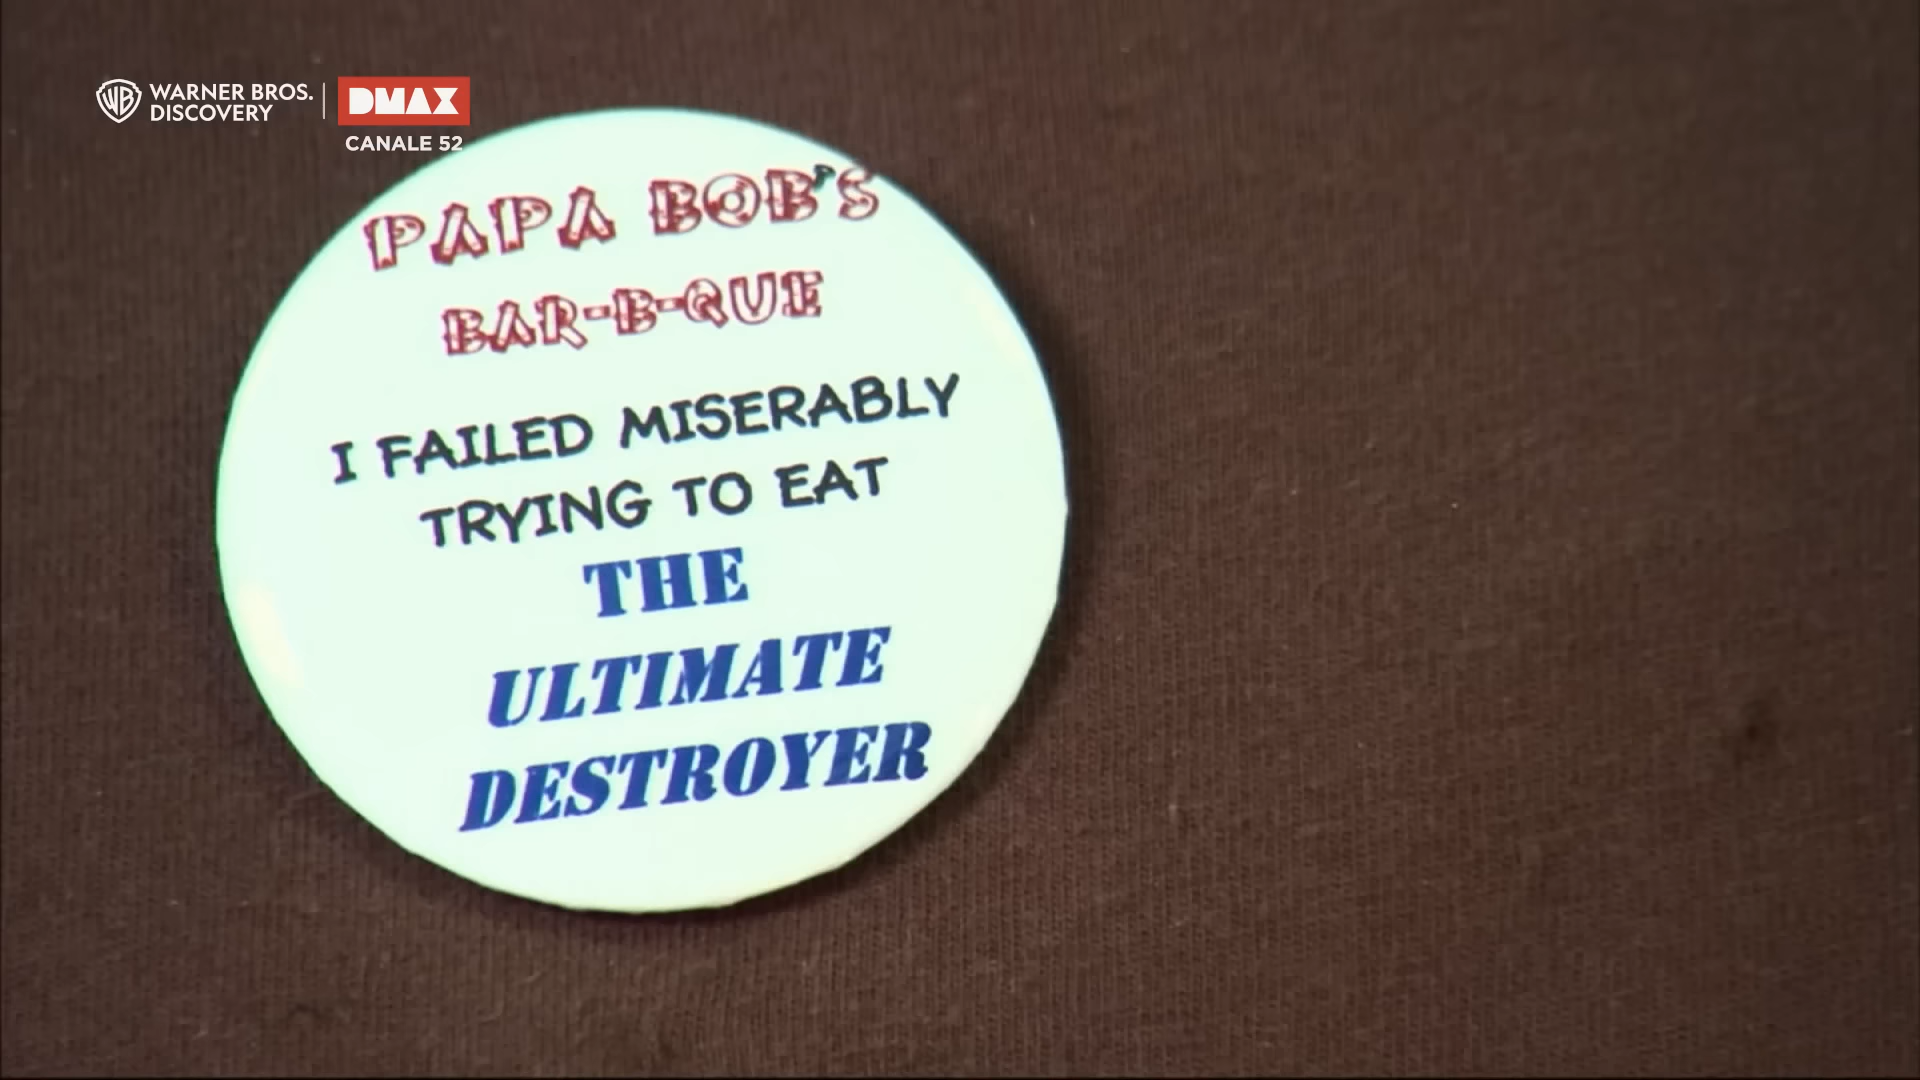 WARNER BROS.
DISCOVERY
DMAX
CANALE 52
PAPA BOB'S
BAR-B-QUE
I FAILED MISERABLY
TRYING TO EAT
THE
ULTIMATE
DESTROYER